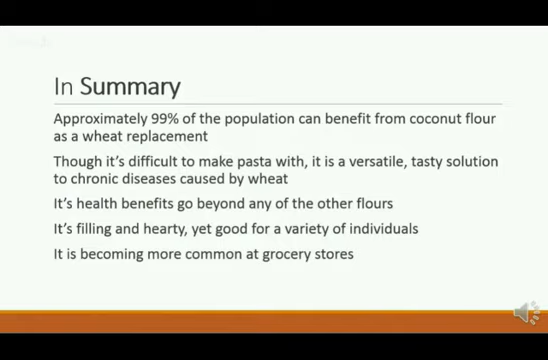 In Summary
Approximately 99% of the population can benefit from coconut flour
as a wheat replacement
Though it's difficult to make pasta with, it is a versatile, tasty solution
to chronic diseases caused by wheat
It's health benefits go beyond any of the other flours
It's filling and hearty, yet good for a variety of individuals
It is becoming more common at grocery stores